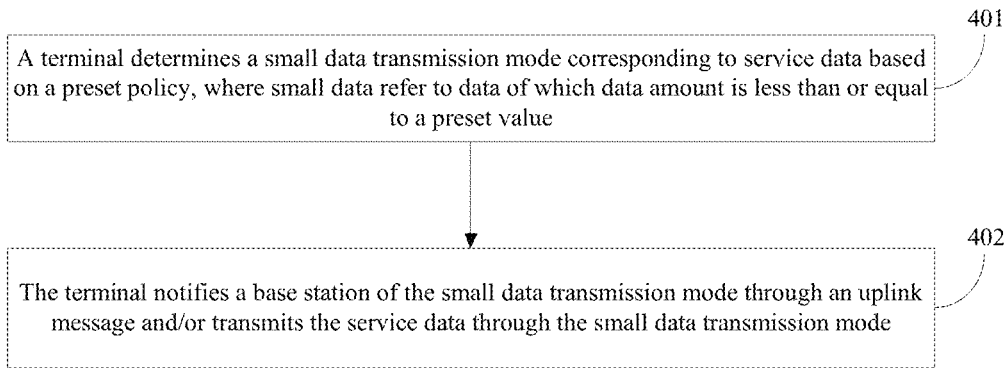 401
A terminal determines a small data transmission mode corresponding to service data based
on a preset policy, where small data refer to data of which data amount is less than or equal
to a preset value
402
The terminal notifies a base station of the small data transmission mode through an uplink
message and/or transmits the service data through the small data transmission mode